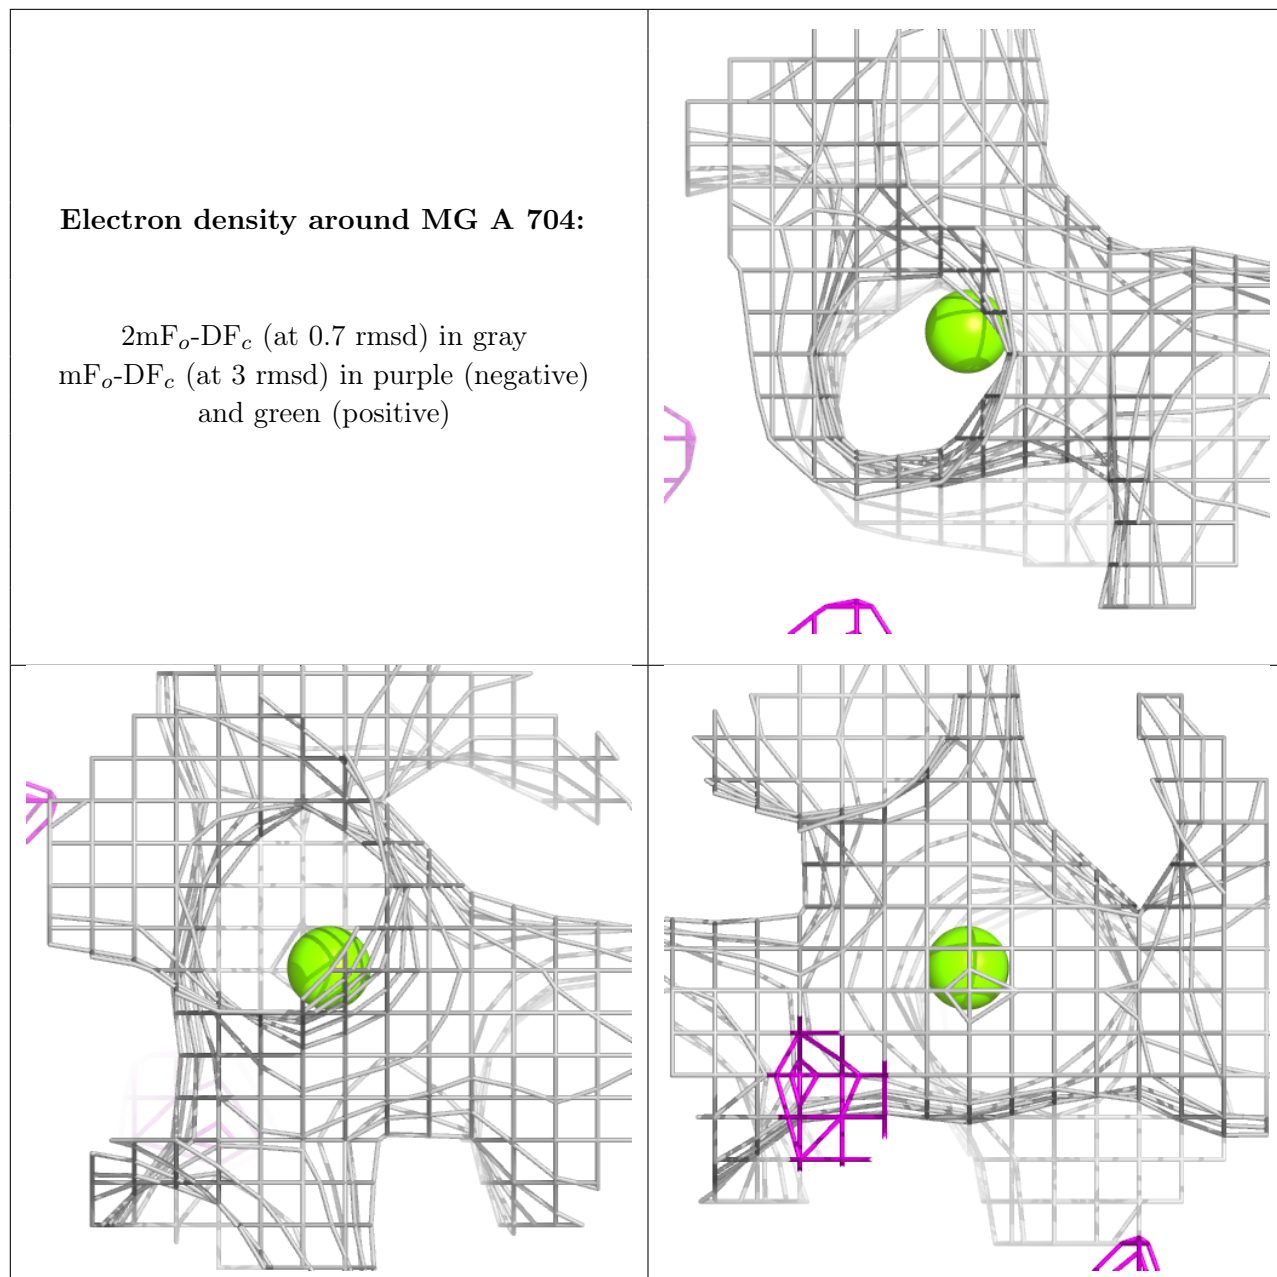 Electron density around MG A 704:
2mFo-DFc (at 0.7 rmsd) in gray
mFo-DFc (at 3 rmsd) in purple (negative)
and green (positive)